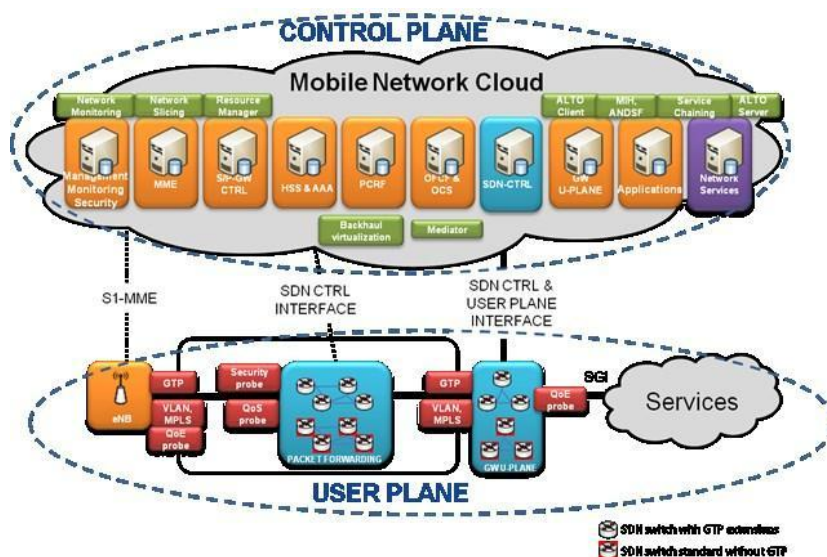 CONTROL PLANE
Mobile Network Cloud
Network
Monitoring
Network
Slicing
Resource
Manager
ALTO
Client
MIH,
ANDSF
Service
Chaining
ALTO
Server
Management
Monitoring
Security
MME
S/P-GW
CTRL
HSS & AAA
PCRF
OFCF &
OCS
SDN-CTRL
GW
U-PLANE
Applications
Network
Services
Backhaul
virtualization
Mediator
S1-MME
SDN CTRL
INTERFACE
SDN CTRL &
USER PLANE
INTERFACE
eNB
GTP
VLAN,
MPLS
QoE
probe
Security
probe
QoS
probe
PACKET FORWARDING
GTP
VLAN,
MPLS
GW U-PLANE
QoE
probe
SGI
Services
USER PLANE
SDN switch with GTP extensions
SDN switch standard without GTP